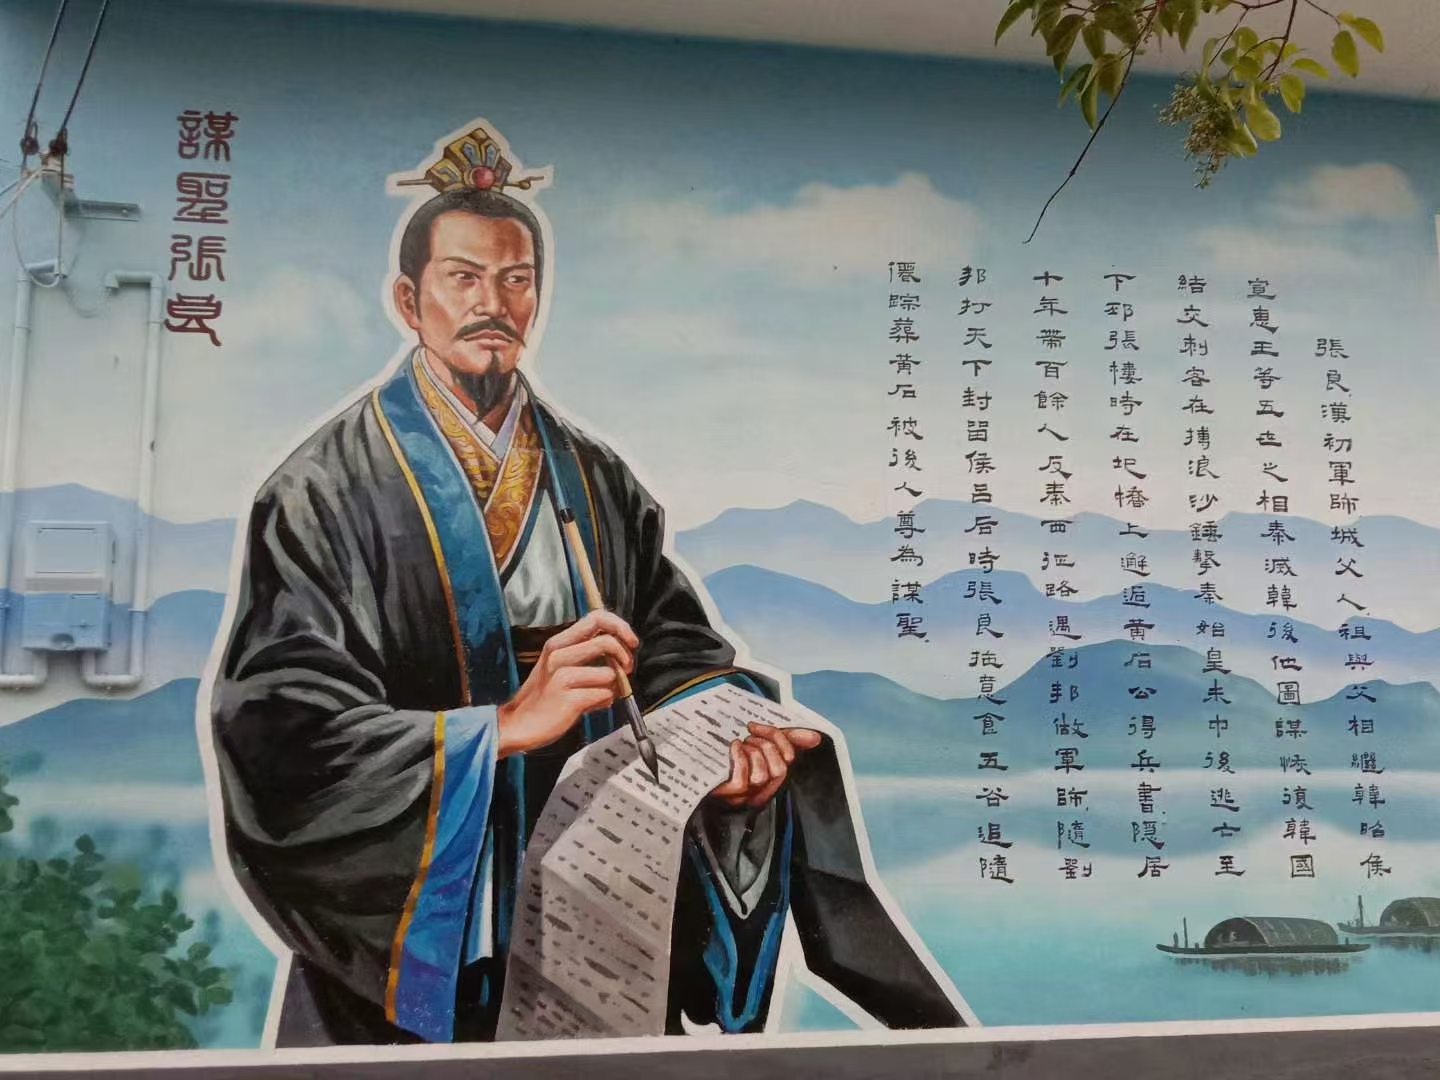 謀聖張良
張良,漢初軍師,城父人,祖與父相繼韓昭侯
宣惠王等五世之相秦滅韓後他圖謀恢復韓國
結交刺客在搏浪沙錘擊秦始皇未中後逃亡至
下邳張樓時在圯橋上邂逅黃石公得兵書,隱居
十年帶百餘人反秦西征路遇劉邦做軍師,隨劉
邦打天下封留侯呂后時張良拖意食五谷追隨
僊踪葬黃石被後人尊為謀聖.